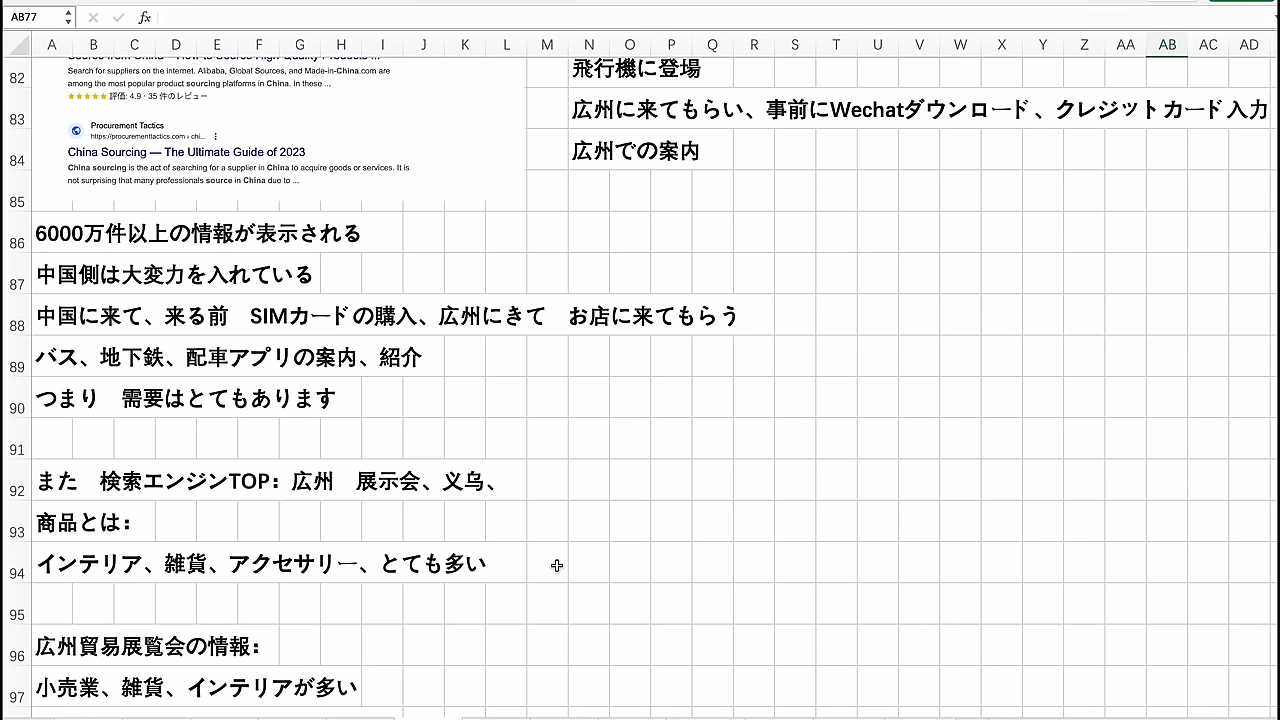 AB77
fx
A B C D E F G H I J K L M N O P Q R S T U V W X Y Z AA AB AC AD
Search for suppliers on the internet. Alibaba, Global Sources, and Made-in-China.com are
among the most popular product sourcing platforms in China. In these ...
★★★★★ 評価: 4.9 · 35 件のレビュー
飛行機に登場
82
Procurement Tactics
https://procurementtactics.com › chi...
広州に来てもらい、事前にWechatダウンロード、クレジットカード入力
83
China Sourcing — The Ultimate Guide of 2023
China sourcing is the act of searching for a supplier in China to acquire goods or services. It is
not surprising that many professionals source in China due to ...
広州での案内
84
85
6000万件以上の情報が表示される
86
中国側は大変力を入れている
87
中国に来て、来る前　SIMカードの購入、広州にきて　お店に来てもらう
88
バス、地下鉄、配車アプリの案内、紹介
89
つまり　需要はとてもあります
90
91
また　検索エンジンTOP：広州　展示会、义乌、
92
商品とは：
93
インテリア、雑貨、アクセサリー、とても多い
94
95
広州貿易展覧会の情報：
96
小売業、雑貨、インテリアが多い
97